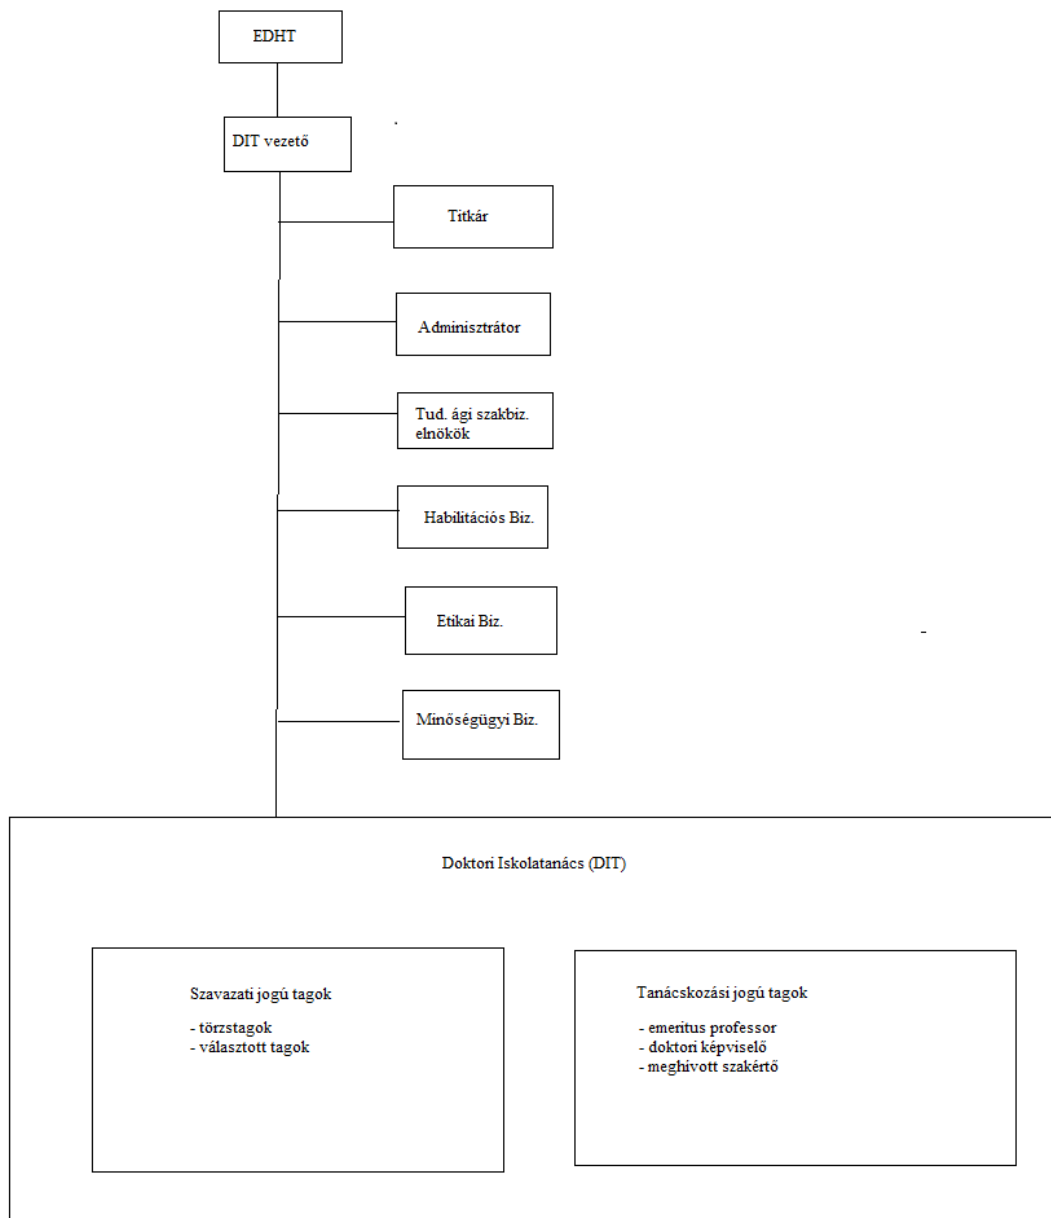 EDHT
DIT vezető
Titkár
Adminisztrátor
Tud. ági szakbiz.
elnökök
Habilitációs Biz.
Etikai Biz.
Minőségügyi Biz.
Doktori Iskolatanács (DIT)
Szavazati jogú tagok
- törzstagok
- választott tagok
Tanácskozási jogú tagok
- emeritus professor
- doktori képviselő
- meghívott szakértő